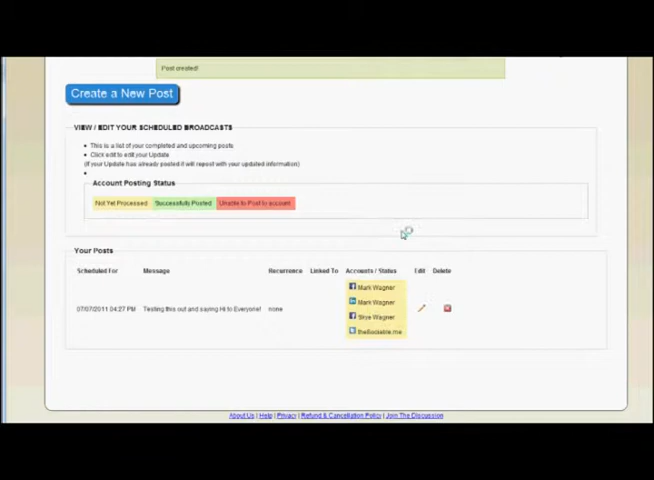 Post created!
Create a New Post
VIEW / EDIT YOUR SCHEDULED BROADCASTS
This is a list of your completed and upcoming posts
Click edit to edit your Update
(if your Update has already posted it will repost with your updated information)
Account Posting Status
Not Yet Processed Successfully Posted Unable to Post to account
Your Posts
Scheduled For Message Recurrence Linked To Accounts / Status Edit Delete
Mark Wagner
Mark Wagner
07/07/2011 04:27 PM Testing this out and saying Hi to Everyone! none
Wagner
theSociable.me
About Us | Help | Privacy | Refund & Cancellation Policy | Join The Discussion